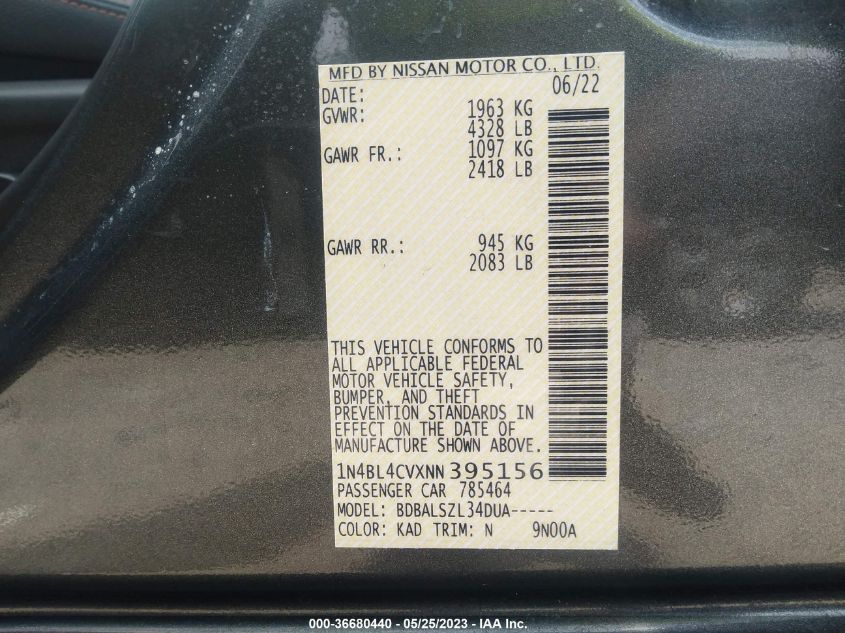 MFD BY NISSAN MOTOR CO., LTD.
DATE: 06/22
GVWR: 1963 KG
4328 LB
GAWR FR.: 1097 KG
2418 LB
GAWR RR.: 945 KG
2083 LB
THIS VEHICLE CONFORMS TO
ALL APPLICABLE FEDERAL
MOTOR VEHICLE SAFETY,
BUMPER, AND THEFT
PREVENTION STANDARDS IN
EFFECT ON THE DATE OF
MANUFACTURE SHOWN ABOVE.
1N4BL4CVXNN395156
PASSENGER CAR 785464
MODEL: BDBALSZL34DUA-----
COLOR: KAD TRIM: N 9N00A
000-36680440 - 05/25/2023 - IAA Inc.